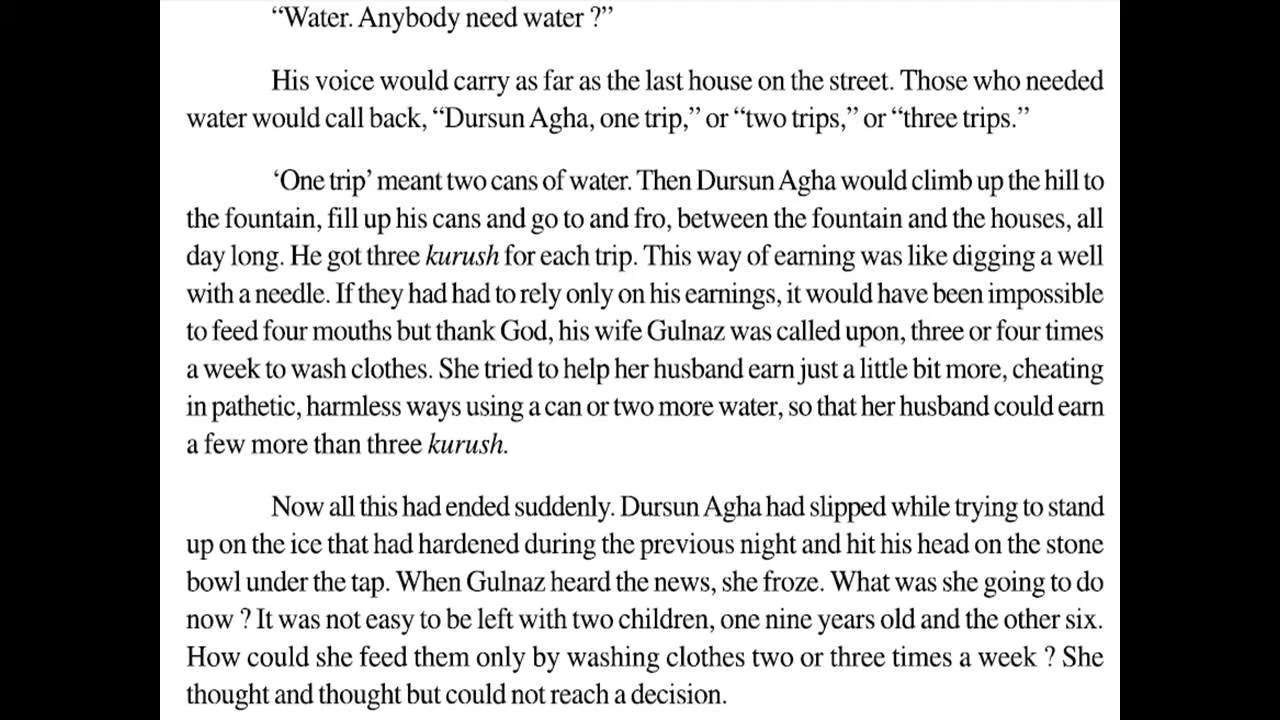 “Water. Anybody need water ?”
His voice would carry as far as the last house on the street. Those who needed
water would call back, “Dursun Agha, one trip,” or “two trips,” or “three trips.”
‘One trip’ meant two cans of water. Then Dursun Agha would climb up the hill to
the fountain, fill up his cans and go to and fro, between the fountain and the houses, all
day long. He got three kurush for each trip. This way of earning was like digging a well
with a needle. If they had had to rely only on his earnings, it would have been impossible
to feed four mouths but thank God, his wife Gulnaz was called upon, three or four times
a week to wash clothes. She tried to help her husband earn just a little bit more, cheating
in pathetic, harmless ways using a can or two more water, so that her husband could earn
a few more than three kurush.
Now all this had ended suddenly. Dursun Agha had slipped while trying to stand
up on the ice that had hardened during the previous night and hit his head on the stone
bowl under the tap. When Gulnaz heard the news, she froze. What was she going to do
now ? It was not easy to be left with two children, one nine years old and the other six.
How could she feed them only by washing clothes two or three times a week ? She
thought and thought but could not reach a decision.